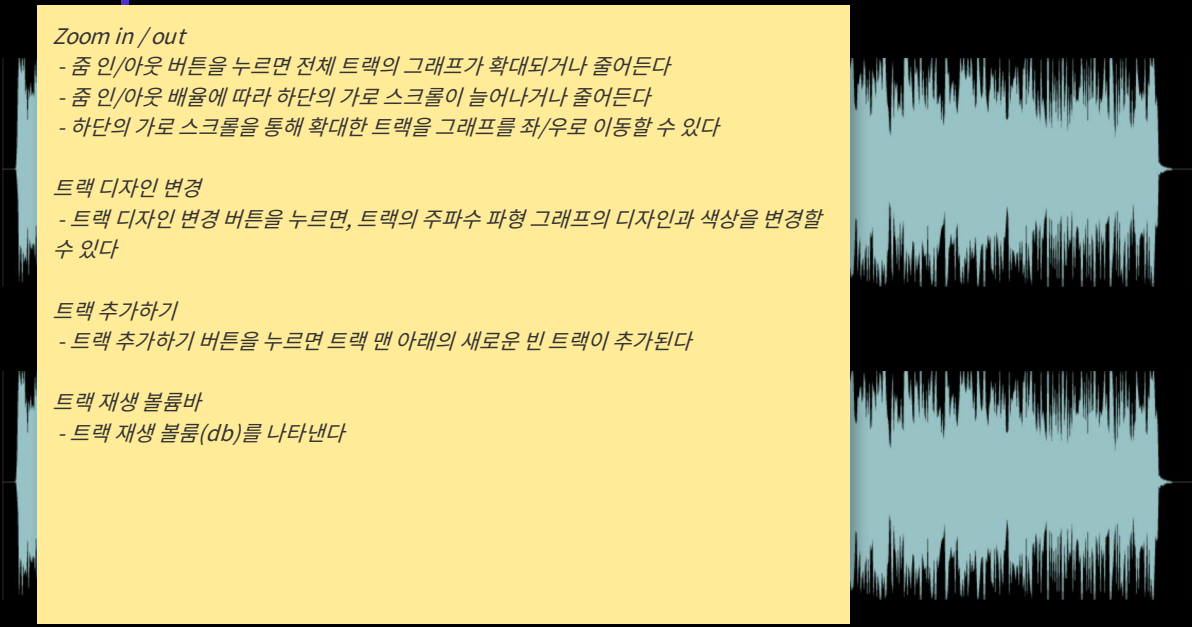 Zoom in / out
- 줌 인/아웃 버튼을 누르면 전체 트랙의 그래프가 확대되거나 줄어든다
- 줌 인/아웃 배율에 따라 하단의 가로 스크롤이 늘어나거나 줄어든다
- 하단의 가로 스크롤을 통해 확대한 트랙을 그래프를 좌/우로 이동할 수 있다
트랙 디자인 변경
- 트랙 디자인 변경 버튼을 누르면, 트랙의 주파수 파형 그래프의 디자인과 색상을 변경할
수 있다
트랙 추가하기
- 트랙 추가하기 버튼을 누르면 트랙 맨 아래의 새로운 빈 트랙이 추가된다
트랙 재생 볼륨바
- 트랙 재생 볼룸(db)를 나타낸다